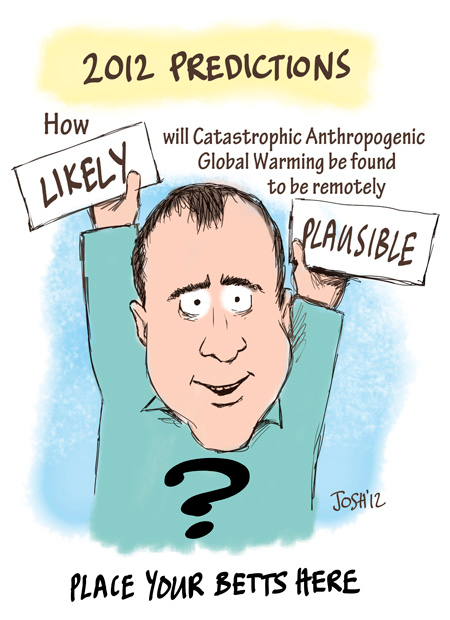 2012 PREDICTIONS
How LIKELY will Catastrophic Anthropogenic
Global Warming be found
to be remotely PLAUSIBLE
?
JOSH'12
PLACE YOUR BETTS HERE